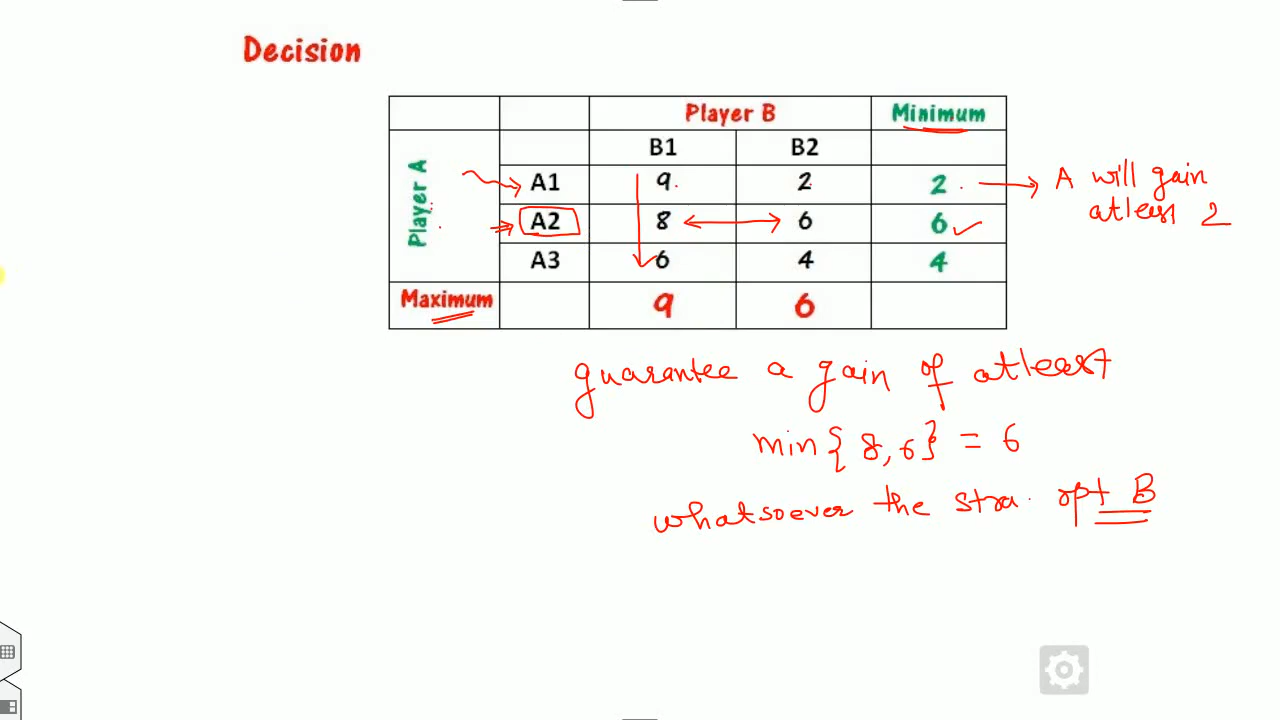 Decision
Player B Minimum
B1 B2
Player A
A1 9 2 2 A will gain
atleast 2
A2 8 6 6
A3 6 4 4
Maximum 9 6
guarantee a gain of atleast
min{8,6} = 6
whatsoever the stra. opt B